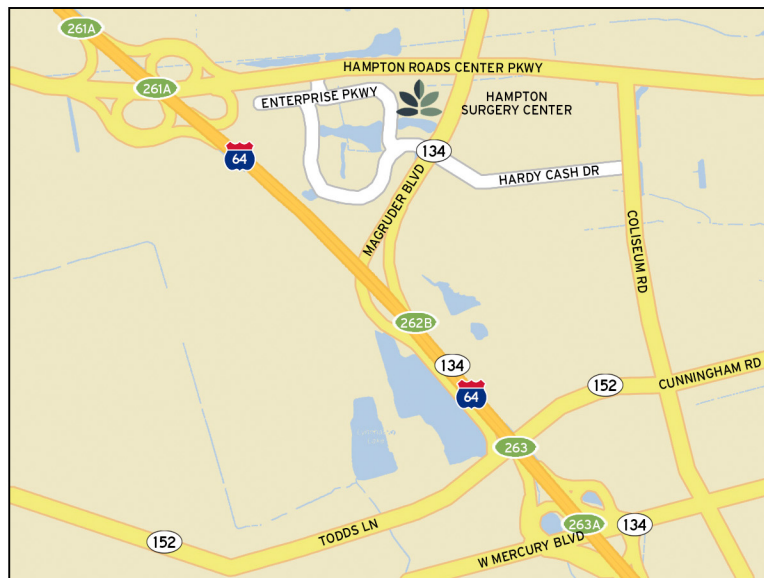 261A
HAMPTON ROADS CENTER PKWY
261A
ENTERPRISE PKWY
HAMPTON
SURGERY CENTER
134
64
HARDY CASH DR
MAGRUDER BLVD
COLISEUM RD
262B
134
64
152
CUNNINGHAM RD
263
TODDS LN
152
263A
134
W MERCURY BLVD